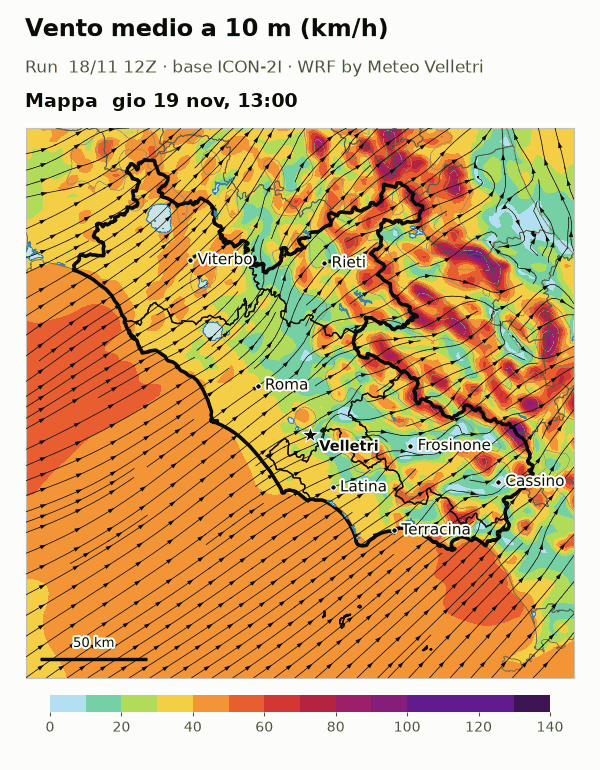 Vento medio a 10 m (km/h)
Run  18/11 12Z · base ICON-2I · WRF by Meteo Velletri
Mappa  gio 19 nov, 13:00
Viterbo
Rieti
Roma
Velletri
Frosinone
Cassino
Latina
Terracina
50 km
0 20 40 60 80 100 120 140